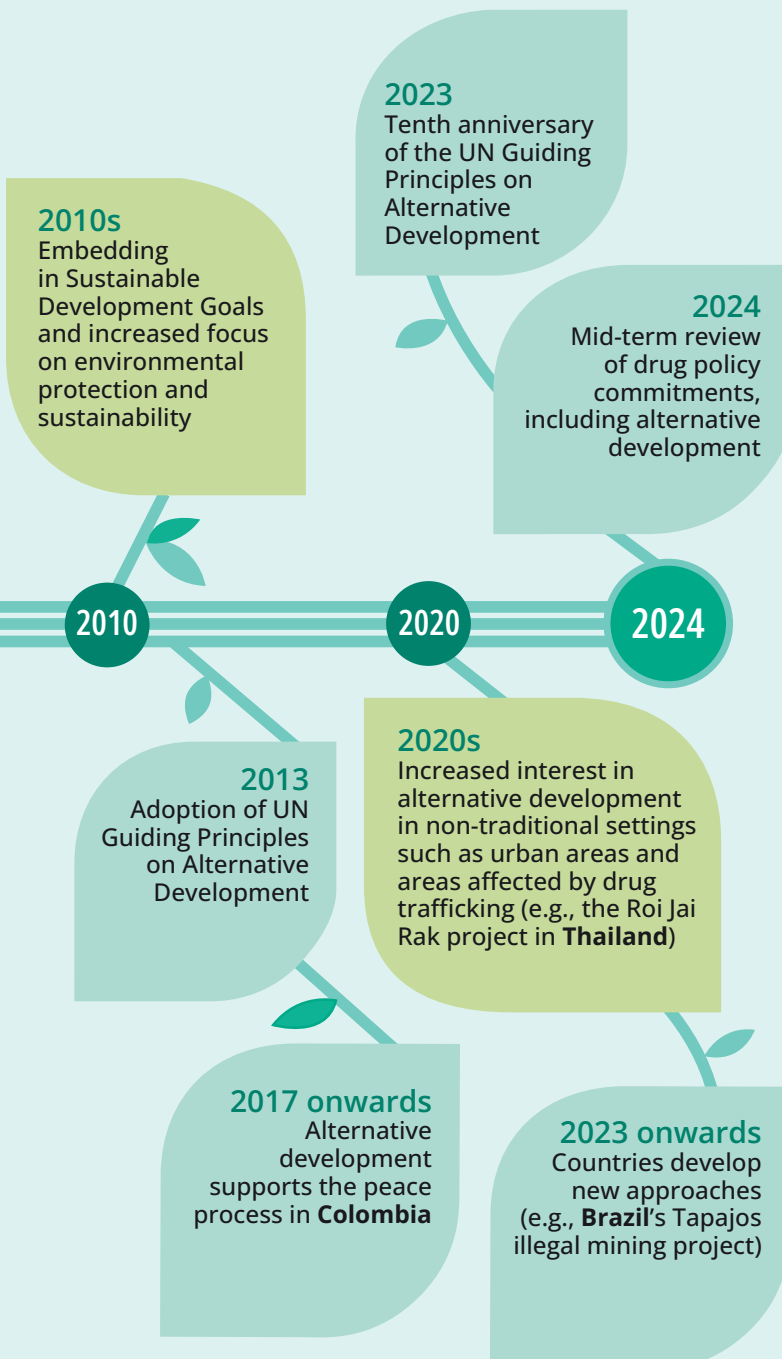 2023
Tenth anniversary
of the UN Guiding
Principles on
Alternative
Development
2010s
Embedding
in Sustainable
Development Goals
and increased focus
on environmental
protection and
sustainability
2024
Mid-term review
of drug policy
commitments,
including alternative
development
2010
2020
2024
2013
Adoption of UN
Guiding Principles
on Alternative
Development
2020s
Increased interest in
alternative development
in non-traditional settings
such as urban areas and
areas affected by drug
trafficking (e.g., the Roi Jai
Rak project in Thailand)
2017 onwards
Alternative
development
supports the peace
process in Colombia
2023 onwards
Countries develop
new approaches
(e.g., Brazil's Tapajos
illegal mining project)